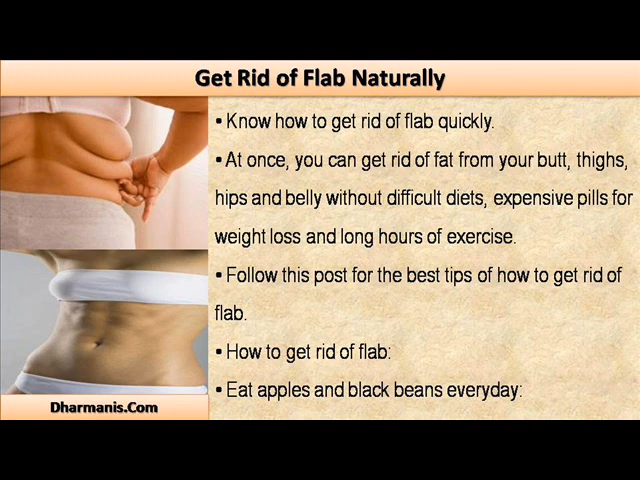 Get Rid of Flab Naturally
• Know how to get rid of flab quickly.
• At once, you can get rid of fat from your butt, thighs,
hips and belly without difficult diets, expensive pills for
weight loss and long hours of exercise.
• Follow this post for the best tips of how to get rid of
flab.
• How to get rid of flab:
• Eat apples and black beans everyday:
Dharmanis.Com